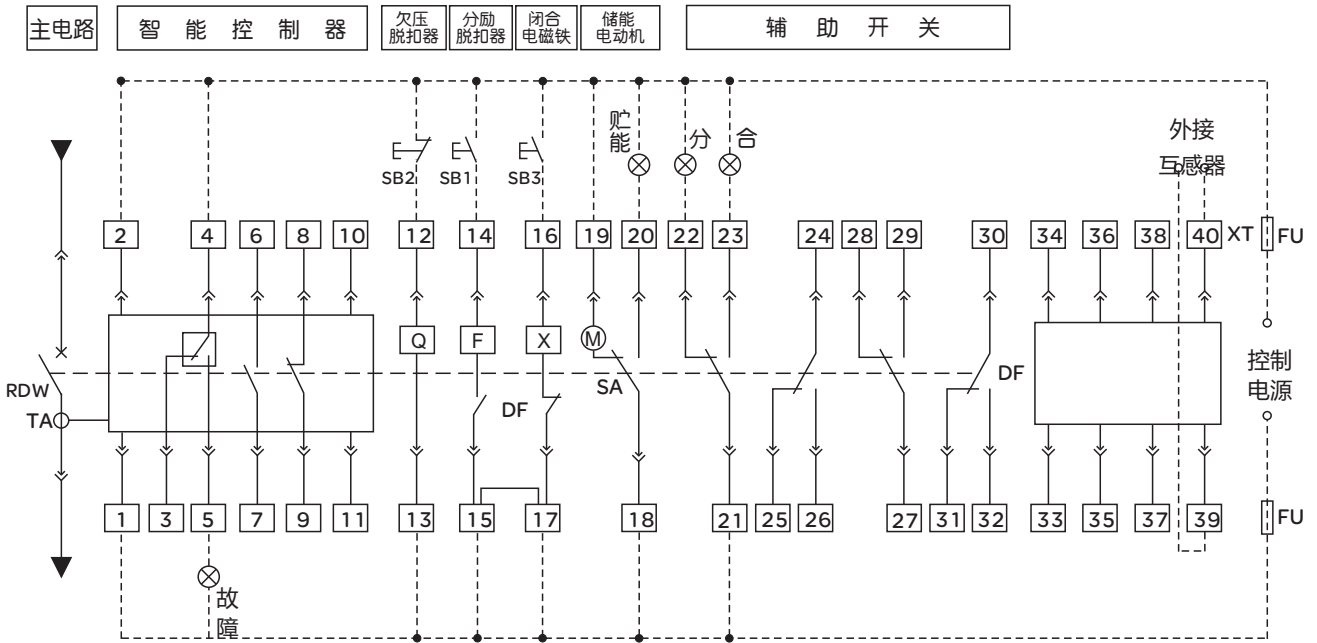 主电路 智能控制器 欠压 分励 闭合 储能 辅助开关
脱扣器 脱扣器 电磁铁 电动机
贮能 分 合 外接
互感器
SB2 SB1 SB3
2 4 6 8 10 12 14 16 19 20 22 23 24 28 29 30 34 36 38 40 XT FU
Q F X M
RDW SA DF 控制
电源
TA DF
1 3 5 7 9 11 13 15 17 18 21 25 26 27 31 32 33 35 37 39 FU
故障